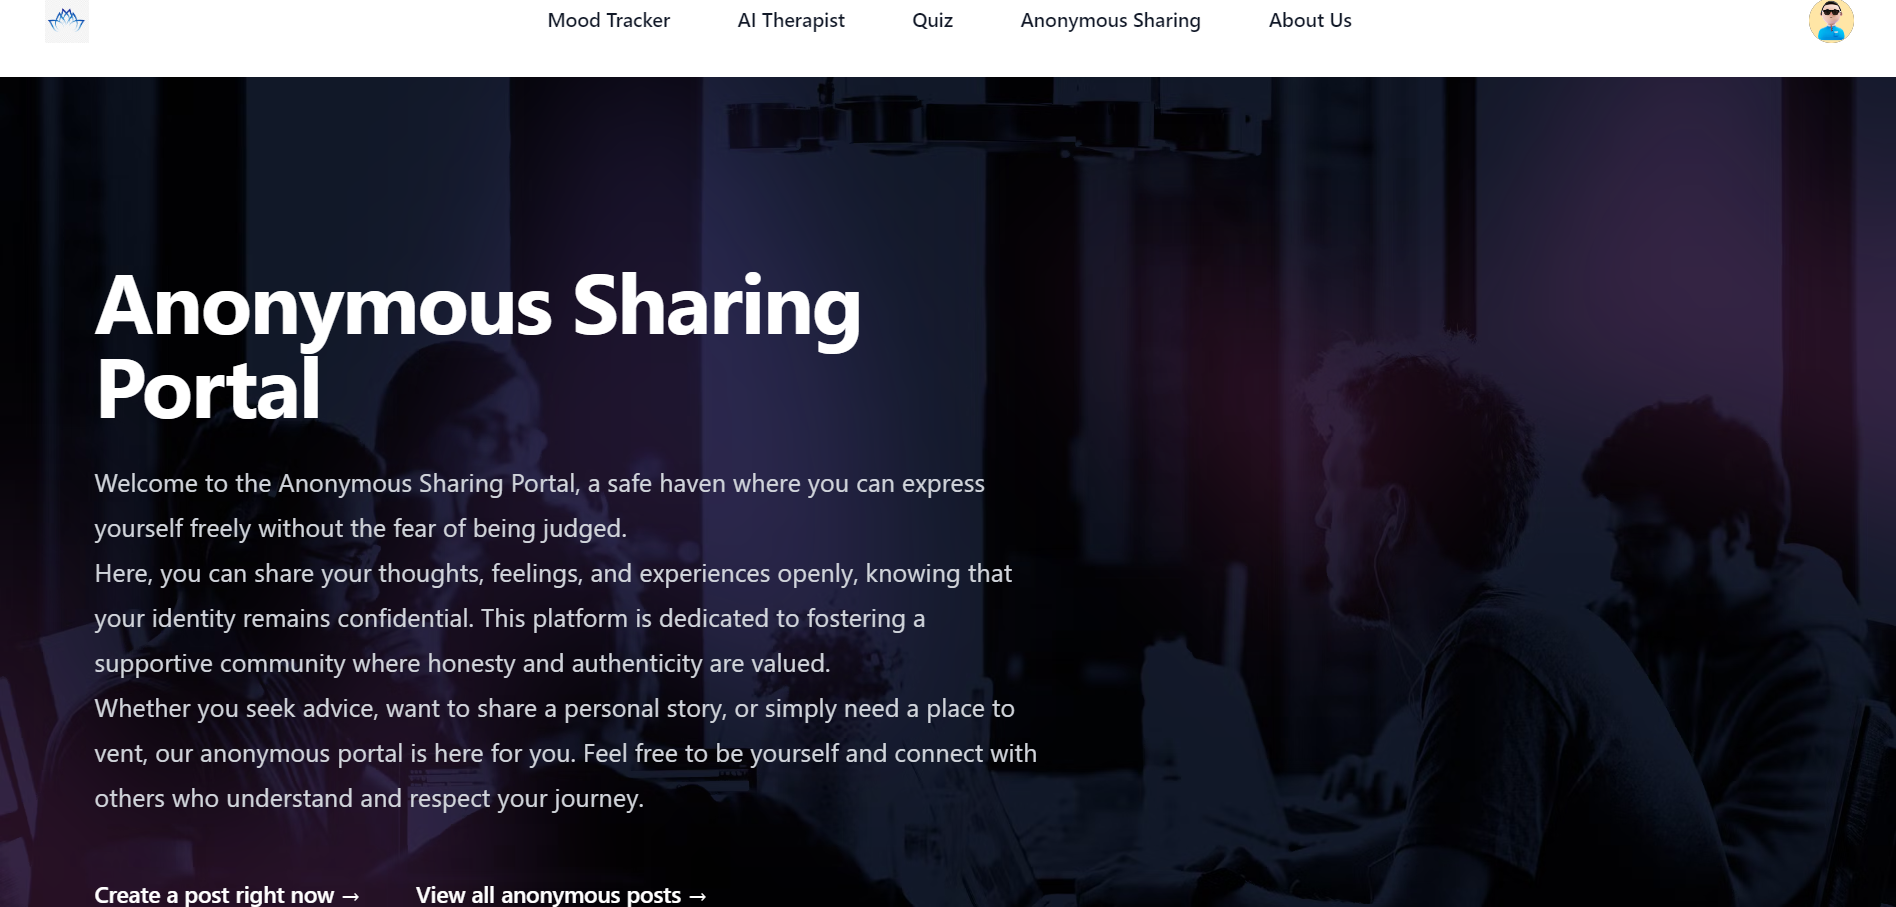 Mood Tracker
AI Therapist
Quiz
Anonymous Sharing
About Us
Anonymous Sharing
Portal
Welcome to the Anonymous Sharing Portal, a safe haven where you can express
yourself freely without the fear of being judged.
Here, you can share your thoughts, feelings, and experiences openly, knowing that
your identity remains confidential. This platform is dedicated to fostering a
supportive community where honesty and authenticity are valued.
Whether you seek advice, want to share a personal story, or simply need a place to
vent, our anonymous portal is here for you. Feel free to be yourself and connect with
others who understand and respect your journey.
Create a post right now →
View all anonymous posts →